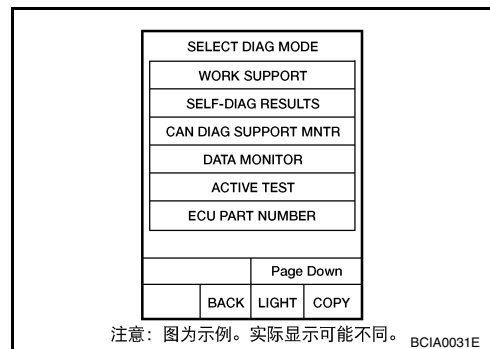 SELECT DIAG MODE
WORK SUPPORT
SELF-DIAG RESULTS
CAN DIAG SUPPORT MNTR
DATA MONITOR
ACTIVE TEST
ECU PART NUMBER
Page Down
BACK LIGHT COPY
注意：图为示例。实际显示可能不同。 BCIA0031E